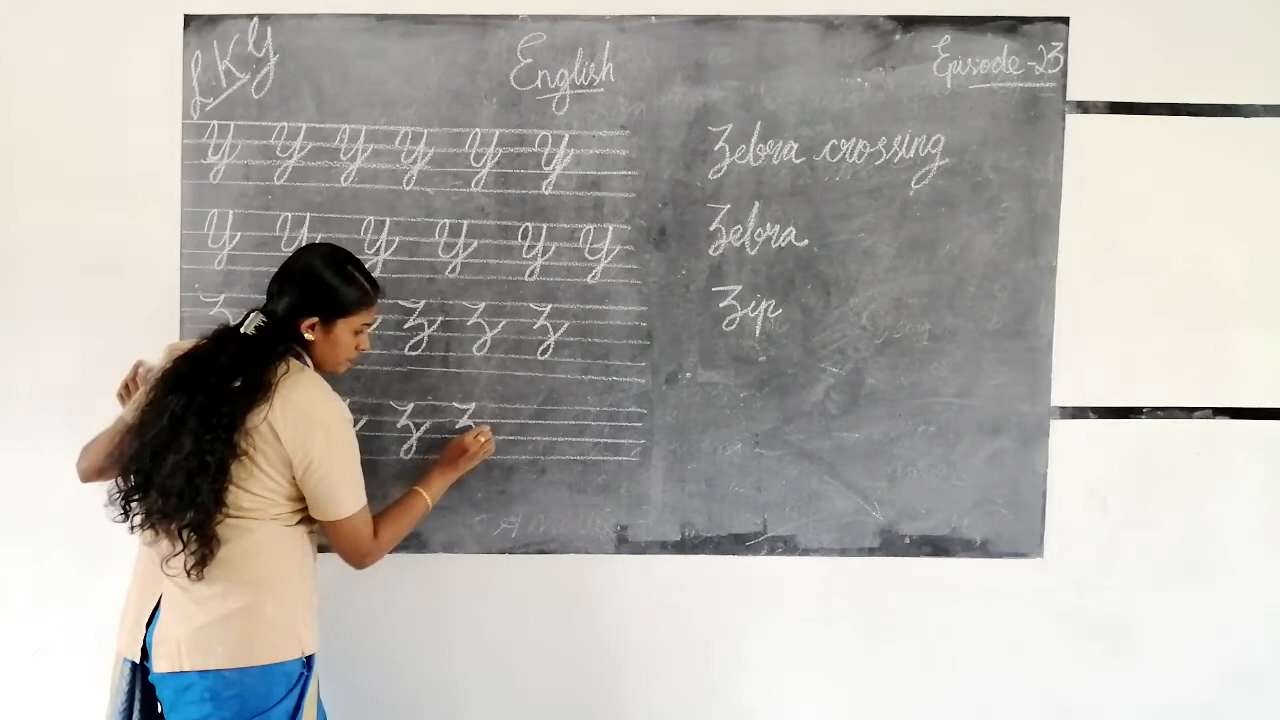 LKG
English
Episode-23
Y Y Y Y Y Y
Y Y Y Y Y Y
Z Z Z Z
Z Z
Zebra crossing
Zebra
Zip